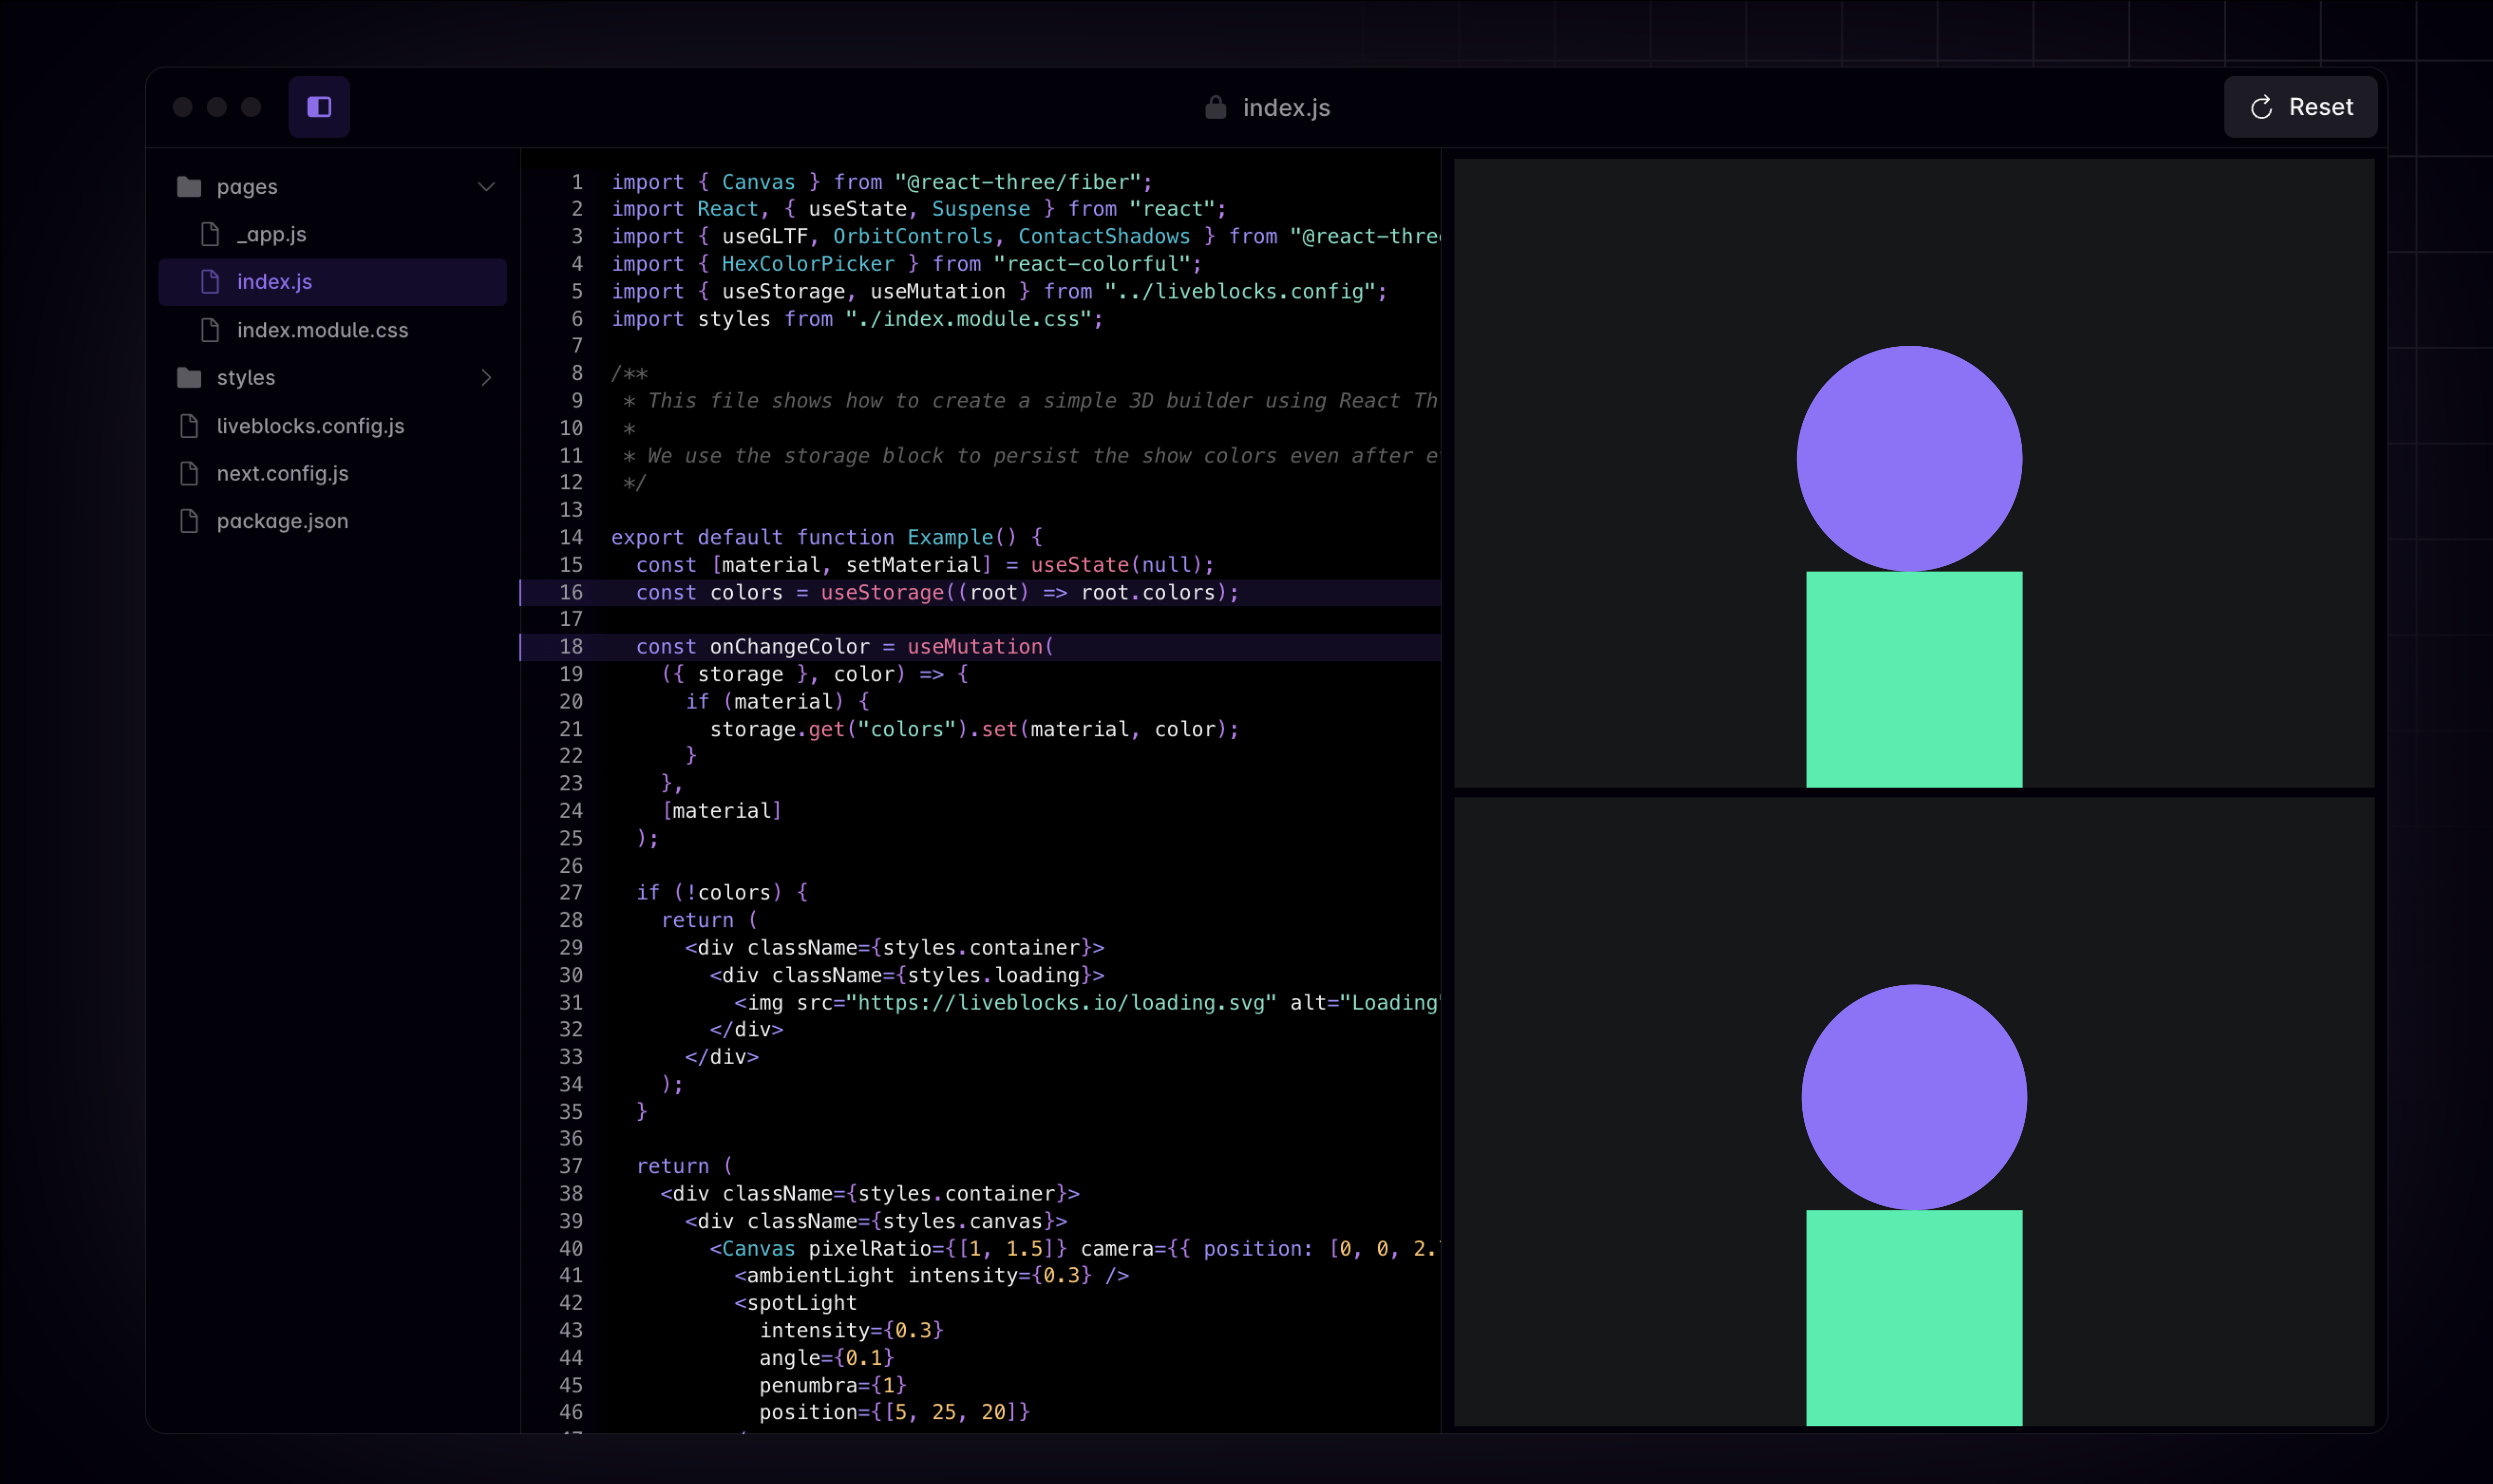 index.js
Reset
pages
_app.js
index.js
index.module.css
styles
liveblocks.config.js
next.config.js
package.json
1 import { Canvas } from "@react-three/fiber";
2 import React, { useState, Suspense } from "react";
3 import { useGLTF, OrbitControls, ContactShadows } from "@react-three
4 import { HexColorPicker } from "react-colorful";
5 import { useStorage, useMutation } from "../liveblocks.config";
6 import styles from "./index.module.css";
7
8 /**
9  * This file shows how to create a simple 3D builder using React Th
10  *
11  * We use the storage block to persist the show colors even after e
12  */
13
14 export default function Example() {
15   const [material, setMaterial] = useState(null);
16   const colors = useStorage((root) => root.colors);
17
18   const onChangeColor = useMutation(
19     ({ storage }, color) => {
20       if (material) {
21         storage.get("colors").set(material, color);
22       }
23     },
24     [material]
25   );
26
27   if (!colors) {
28     return (
29       <div className={styles.container}>
30         <div className={styles.loading}>
31           <img src="https://liveblocks.io/loading.svg" alt="Loading"
32         </div>
33       </div>
34     );
35   }
36
37   return (
38     <div className={styles.container}>
39       <div className={styles.canvas}>
40         <Canvas pixelRatio={[1, 1.5]} camera={{ position: [0, 0, 2.
41           <ambientLight intensity={0.3} />
42           <spotLight
43             intensity={0.3}
44             angle={0.1}
45             penumbra={1}
46             position={[5, 25, 20]}